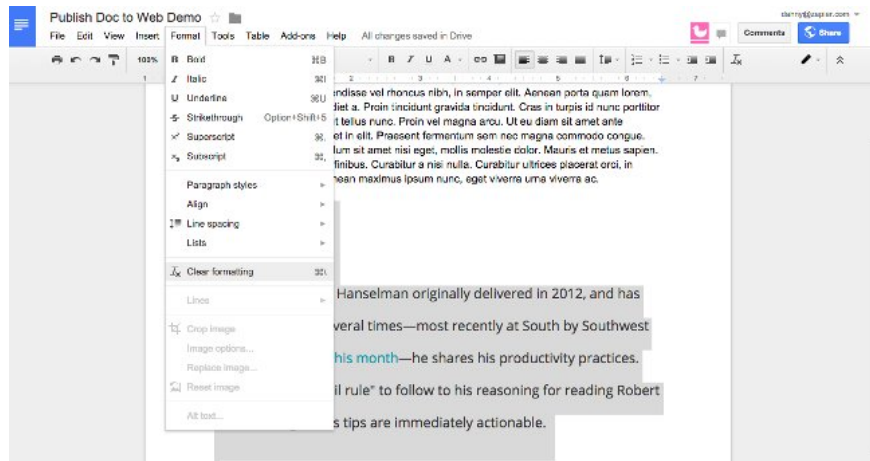 Publish Doc to Web Demo
File Edit View Insert Format Tools Table Add-ons Help All changes saved in Drive
Comments
Share
102%
B Bold ⌘B
I Italic ⌘I
U Underline ⌘U
Strikethrough Option+Shift+5
Superscript ⌘.
Subscript ⌘,
Paragraph styles
Align
Line spacing
Lists
Clear formatting ⌘\
Lines
Crop image
Image options...
Replace image...
Reset image
Alt text...
endisse vel rhoncus nibh, in semper elit. Aenean porta quam lorem,
diet a. Proin tincidunt gravida tincidunt. Cras in turpis id nunc porttitor
t tellus nunc. Proin vel magna arcu. Ut eu diam sit amet ante
et in elit. Praesent fermentum sem nec magna commodo congue.
lum sit amet nisi eget, mollis molestie dolor. Mauris et metus sapien.
finibus. Curabitur a nisi nulla. Curabitur ultrices placerat orci, in
nean maximus ipsum nunc, eget viverra urna viverra ac.
Hanselman originally delivered in 2012, and has
veral times—most recently at South by Southwest
his month—he shares his productivity practices.
il rule" to follow to his reasoning for reading Robert
s tips are immediately actionable.